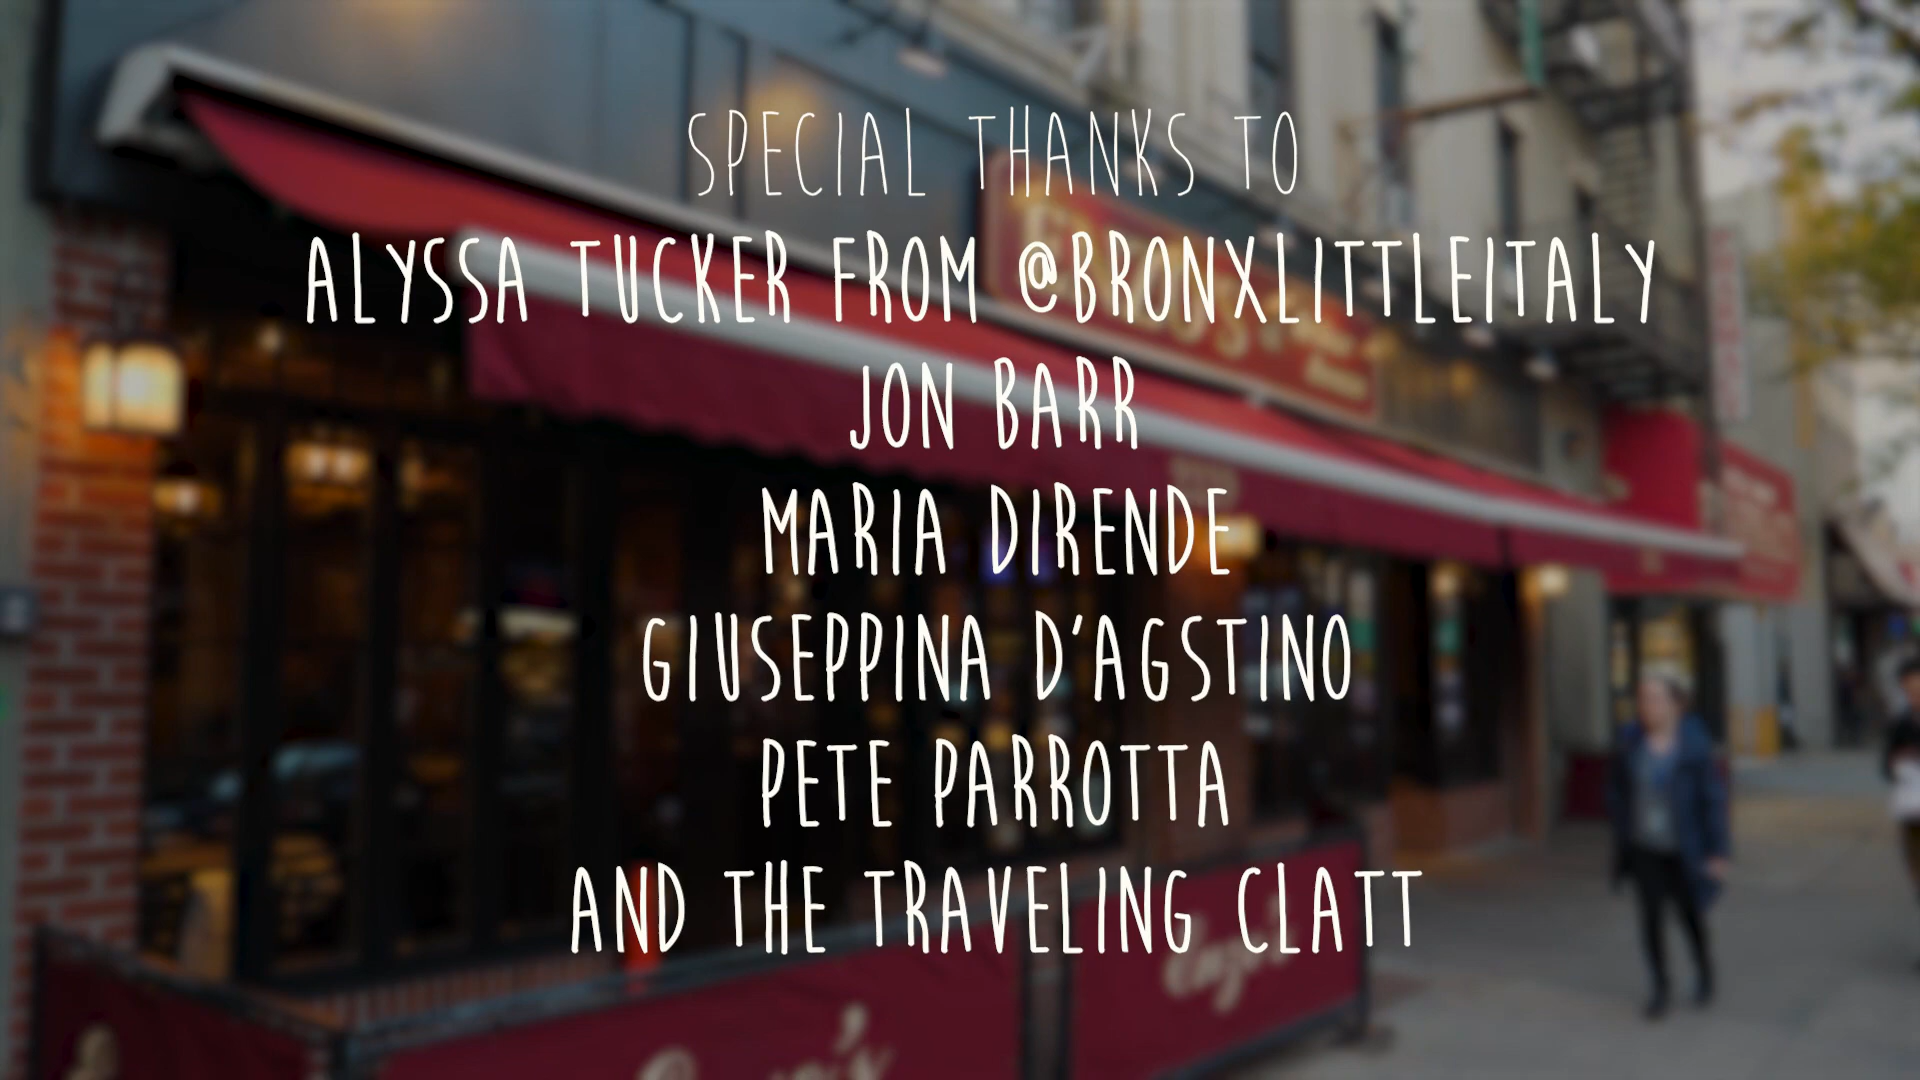 SPECIAL THANKS TO
ALYSSA TUCKER FROM @BRONXLITTLEITALY
JON BARR
MARIA DIRENDE
GIUSEPPINA D'AGSTINO
PETE PARROTTA
AND THE TRAVELING CLATT
Enzo's